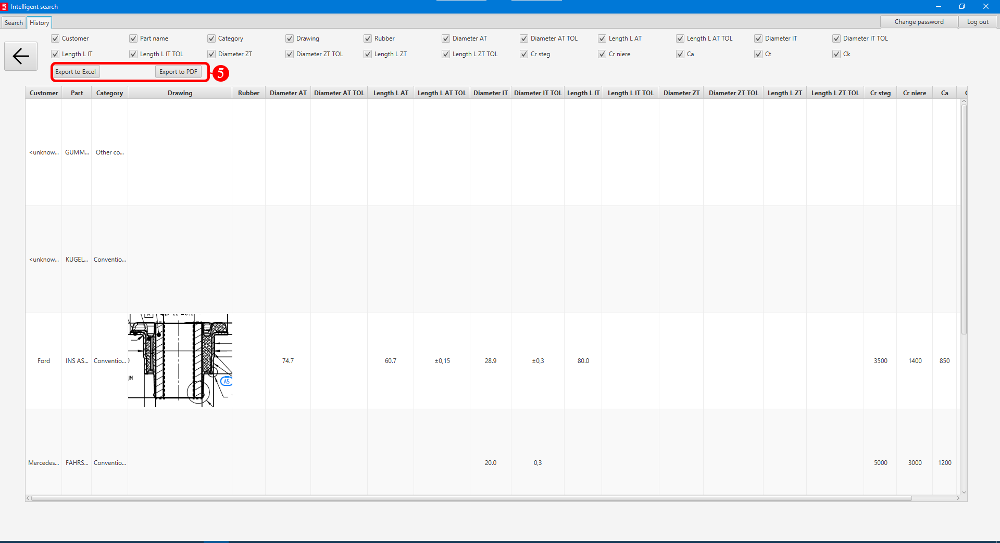 Intelligent search
Search History Change password Log out
Customer Part name Category Drawing Rubber Diameter AT Diameter AT TOL Length L AT Length L AT TOL Diameter IT Diameter IT TOL
Length L IT Length L IT TOL Diameter ZT Diameter ZT TOL Length L ZT Length L ZT TOL Cr steg Cr niere Ca Ct Ck
Export to Excel Export to PDF 5
Customer Part Category Drawing Rubber Diameter AT Diameter AT TOL Length L AT Length L AT TOL Diameter IT Diameter IT TOL Length L IT Length L IT TOL Diameter ZT Diameter ZT TOL Length L ZT Length L ZT TOL Cr steg Cr niere Ca
<unknow... GUMM... Other co...
<unknow... KUGEL... Conventio...
Ford INS AS... Conventio... 74.7 60.7 ±0,15 28.9 ±0,3 80.0 3500 1400 850
A5
Mercedes... FAHRS... Conventio... 20.0 0,3 5000 3000 1200